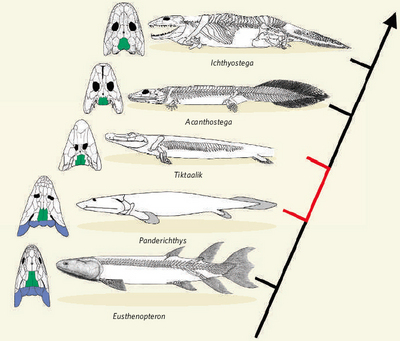 Ichthyostega
Acanthostega
Tiktaalik
Panderichthys
Eusthenopteron